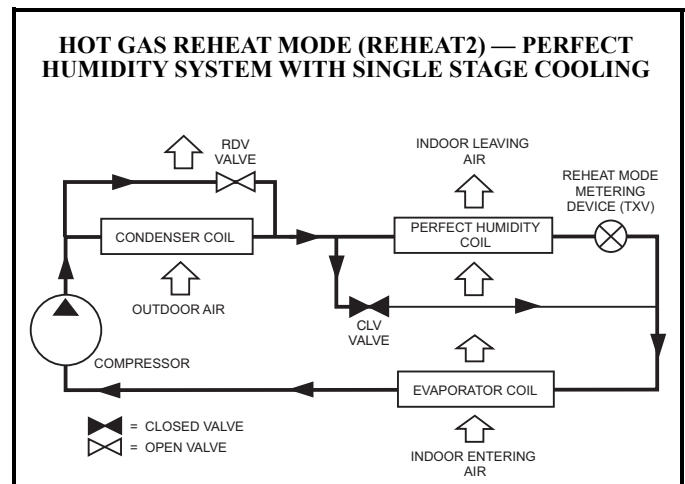 HOT GAS REHEAT MODE (REHEAT2) — PERFECT
HUMIDITY SYSTEM WITH SINGLE STAGE COOLING
RDV
VALVE
INDOOR LEAVING
AIR
REHEAT MODE
METERING
DEVICE (TXV)
CONDENSER COIL
PERFECT HUMIDITY
COIL
OUTDOOR AIR
CLV
VALVE
COMPRESSOR
EVAPORATOR COIL
= CLOSED VALVE
= OPEN VALVE
INDOOR ENTERING
AIR